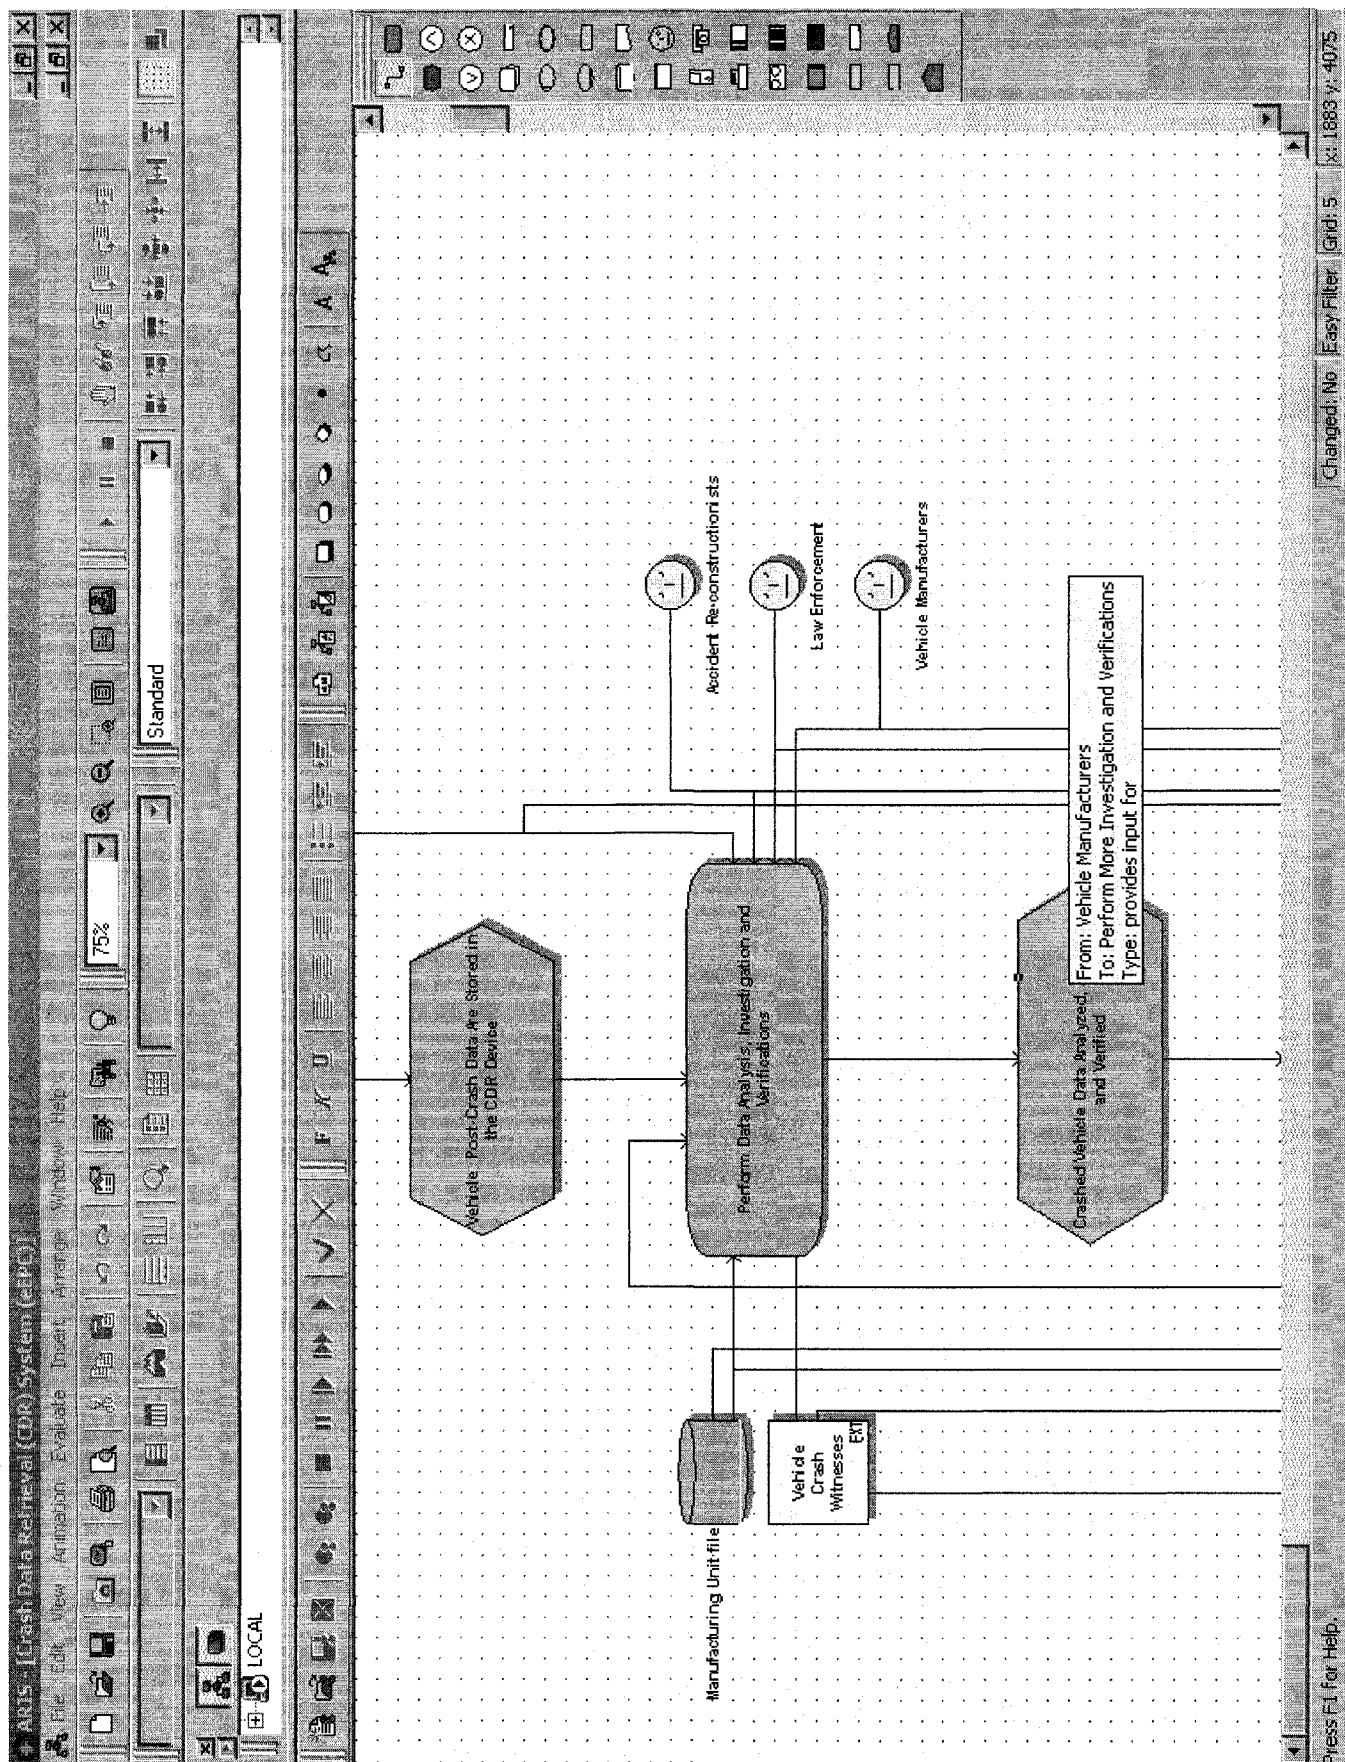 ARIS - [Crash Data Retrieval (CDR) System (eEPC)]
File Edit View Animation Evaluate Insert Arrange Window Help
75%
Standard
LOCAL
F K U
A A
Vehicle Post Crash Data Are Stored in
the CDR Device
Manufacturing Unit file
Vehicle
Crash
Witnesses
EXT
Perform Data Analysis, Investigation and
Verifications
Accident Reconstructionists
Law Enforcement
Vehicle Manufacturers
Crashed Vehicle Data Analyzed,
and Verified
From: Vehicle Manufacturers
To: Perform More Investigation and Verifications
Type: provides input for
Press F1 for Help.
Changed: No
Easy Filter
Grid: 5
x: 1883 y: 4075